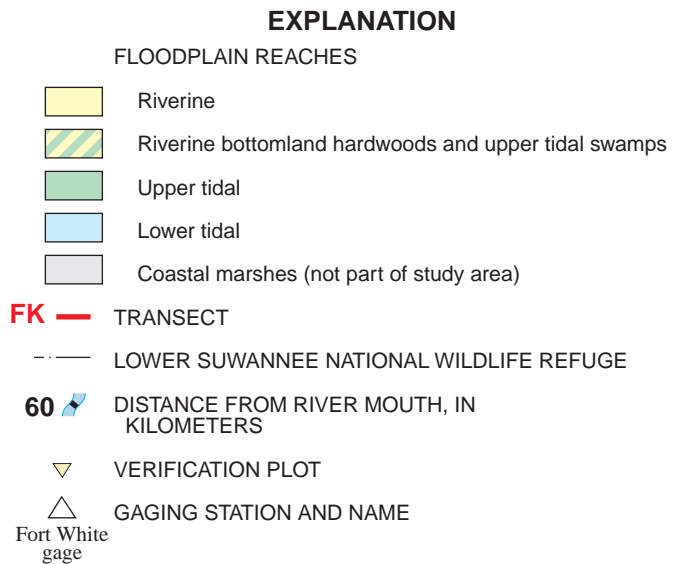 EXPLANATION
FLOODPLAIN REACHES
Riverine
Riverine bottomland hardwoods and upper tidal swamps
Upper tidal
Lower tidal
Coastal marshes (not part of study area)
FK TRANSECT
LOWER SUWANNEE NATIONAL WILDLIFE REFUGE
60 DISTANCE FROM RIVER MOUTH, IN
KILOMETERS
VERIFICATION PLOT
GAGING STATION AND NAME
Fort White
gage